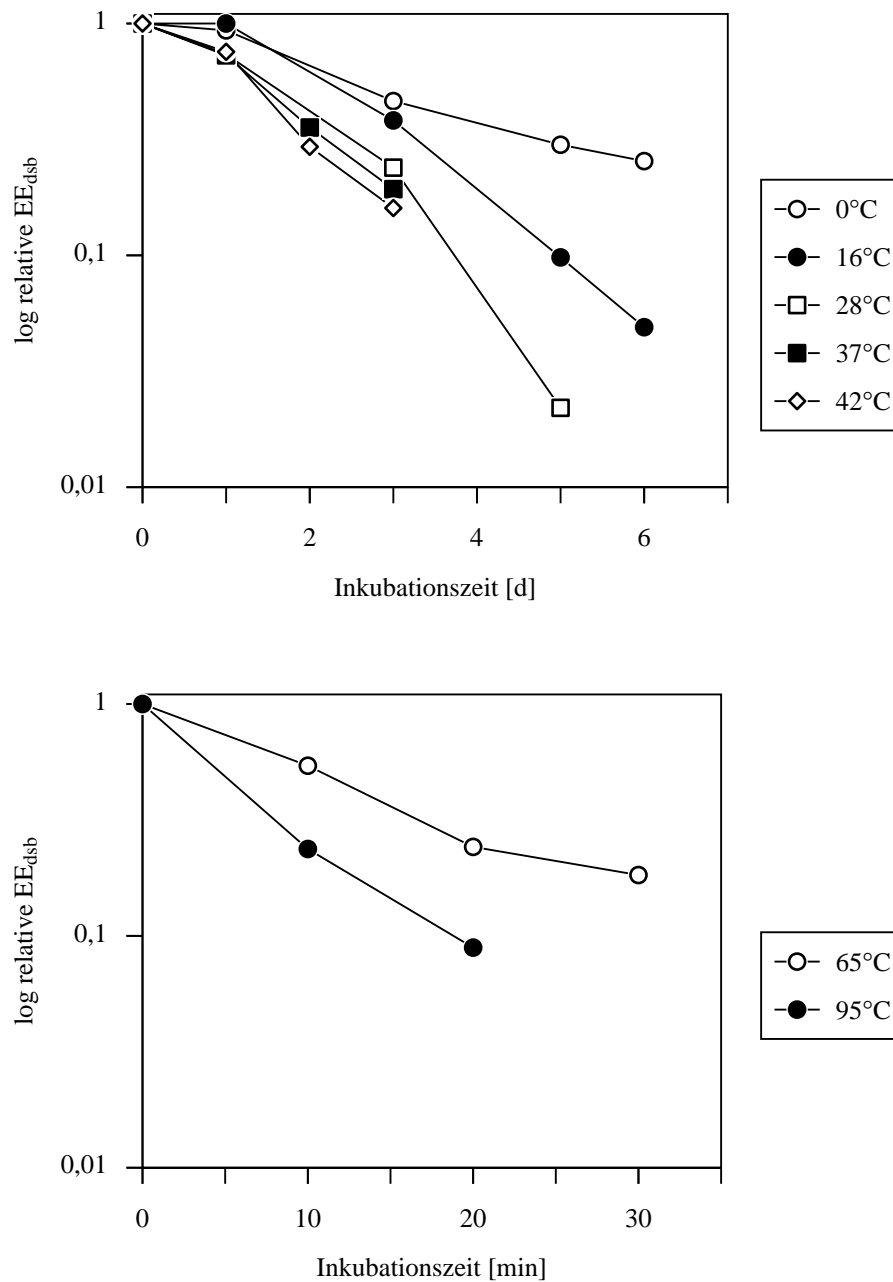 1
0,1
0,01
log relative EEdsb
0 2 4 6
Inkubationszeit [d]
0°C
16°C
28°C
37°C
42°C
1
0,1
0,01
log relative EEdsb
0 10 20 30
Inkubationszeit [min]
65°C
95°C